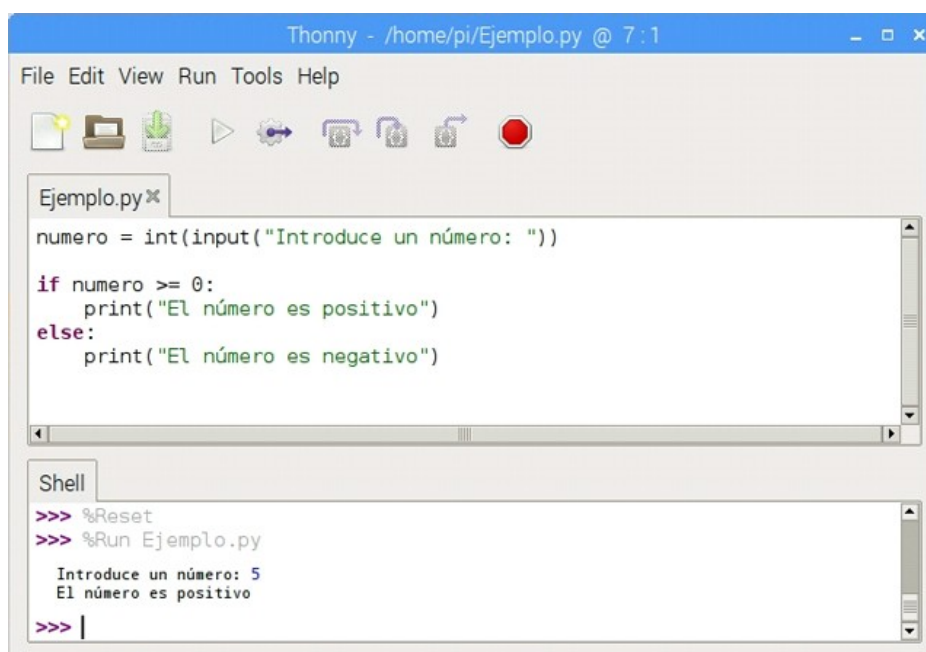 Thonny - /home/pi/Ejemplo.py @ 7:1
File Edit View Run Tools Help
Ejemplo.py
numero = int(input("Introduce un número: "))
if numero >= 0:
    print("El número es positivo")
else:
    print("El número es negativo")
Shell
>>> %Reset
>>> %Run Ejemplo.py
Introduce un número: 5
El número es positivo
>>>